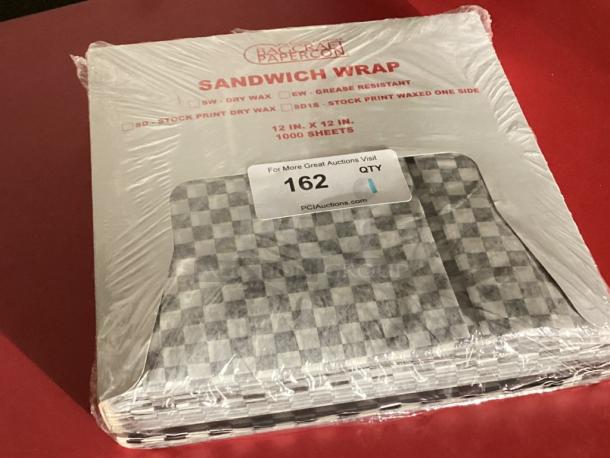 BAGCRAFT
PAPERCON
SANDWICH WRAP
SW - DRY WAX EW - GREASE RESISTANT
SD - STOCK PRINT DRY WAX SD1S - STOCK PRINT WAXED ONE SIDE
12 IN. X 12 IN.
1000 SHEETS
For More Great Auctions Visit
162 QTY
PCIAuctions.com